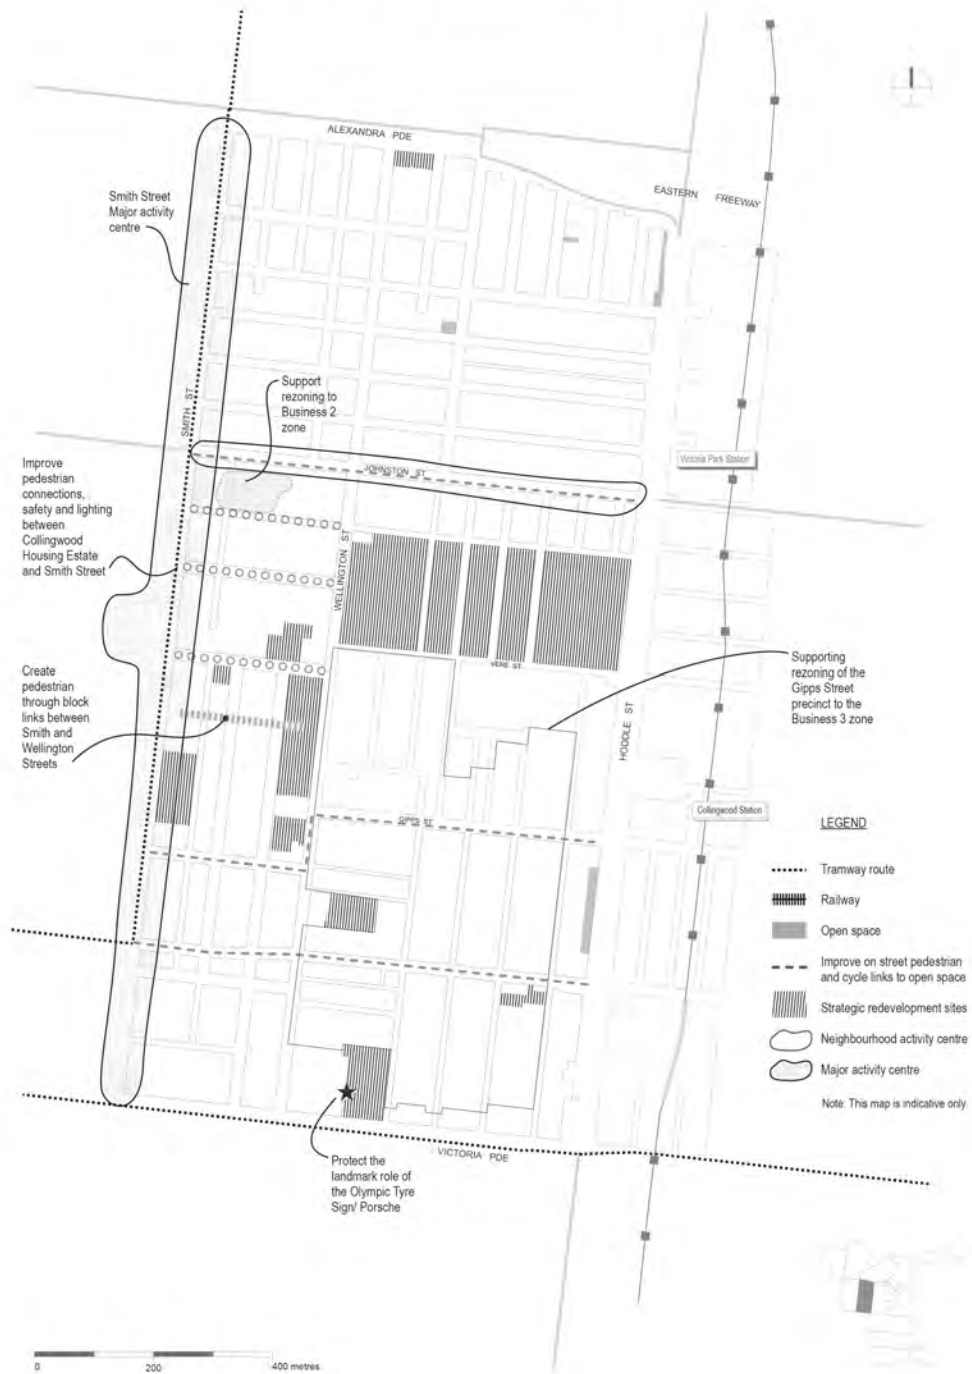 ALEXANDRA PDE
EASTERN FREEWAY
Smith Street
Major activity
centre
SMITH ST
Support
rezoning to
Business 2
zone
JOHNSTON ST
Victoria Park Station
Improve
pedestrian
connections,
safety and lighting
between
Collingwood
Housing Estate
and Smith Street
WELLINGTON ST
VERE ST
Supporting
rezoning of the
Gipps Street
precinct to the
Business 3 zone
Create
pedestrian
through block
links between
Smith and
Wellington
Streets
HODDLE ST
GIPPS ST
Collingwood Station
LEGEND
Tramway route
Railway
Open space
Improve on street pedestrian
and cycle links to open space
Strategic redevelopment sites
Neighbourhood activity centre
Major activity centre
Note: This map is indicative only
VICTORIA PDE
Protect the
landmark role of
the Olympic Tyre
Sign/ Porsche
0 200 400 metres